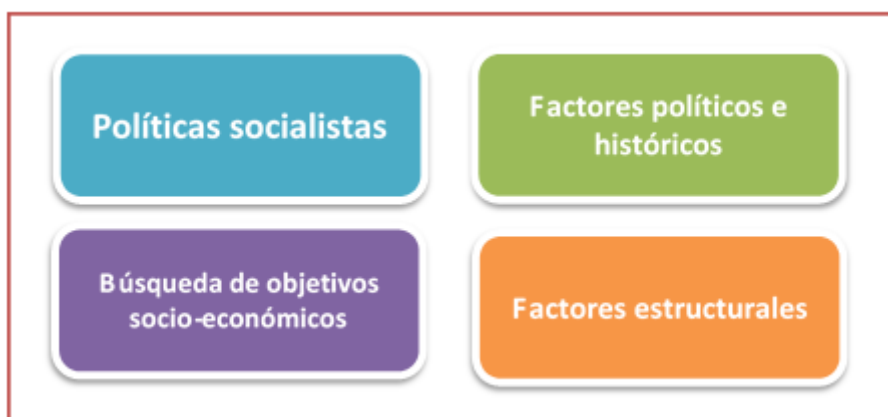 Políticas socialistas
Factores políticos e
históricos
Búsqueda de objetivos
socio-económicos
Factores estructurales